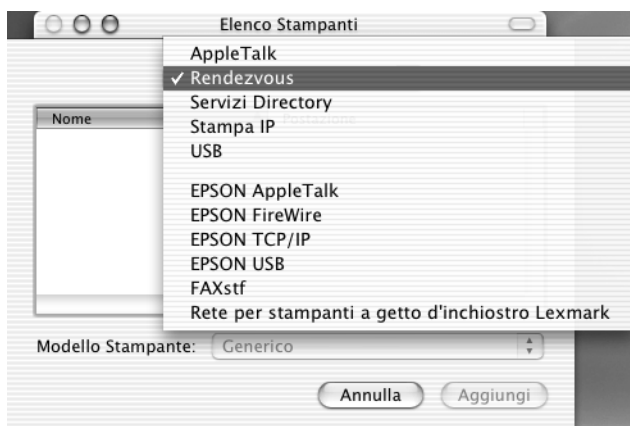 Elenco Stampanti
AppleTalk
✓ Rendezvous
Servizi Directory
Nome
Postazione
Stampa IP
USB
EPSON AppleTalk
EPSON FireWire
EPSON TCP/IP
EPSON USB
FAXstf
Rete per stampanti a getto d'inchiostro Lexmark
Modello Stampante: Generico
Annulla Aggiungi